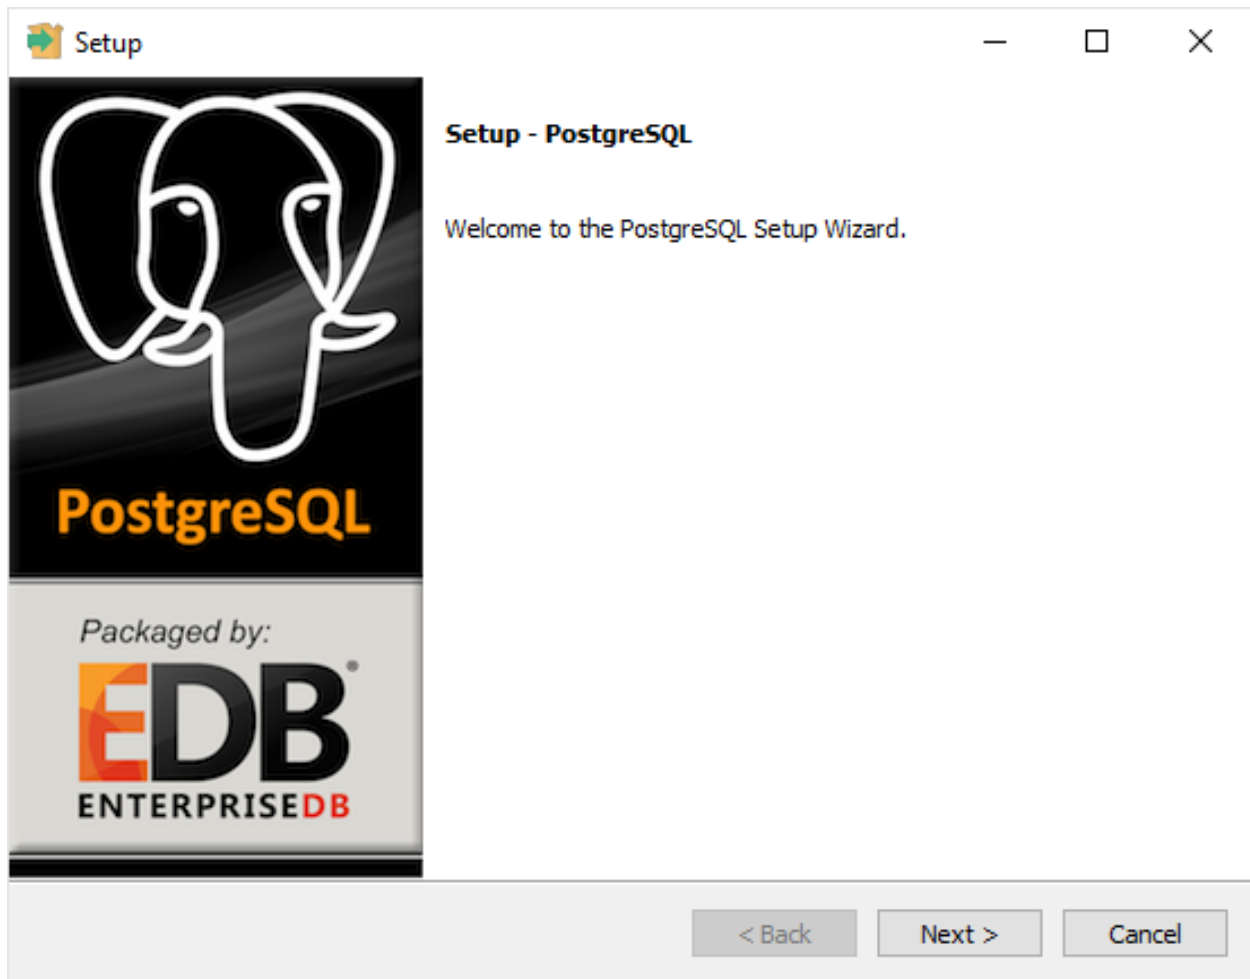 Setup
Setup - PostgreSQL
Welcome to the PostgreSQL Setup Wizard.
PostgreSQL
Packaged by:
EDB®
ENTERPRISEDB
< Back
Next >
Cancel